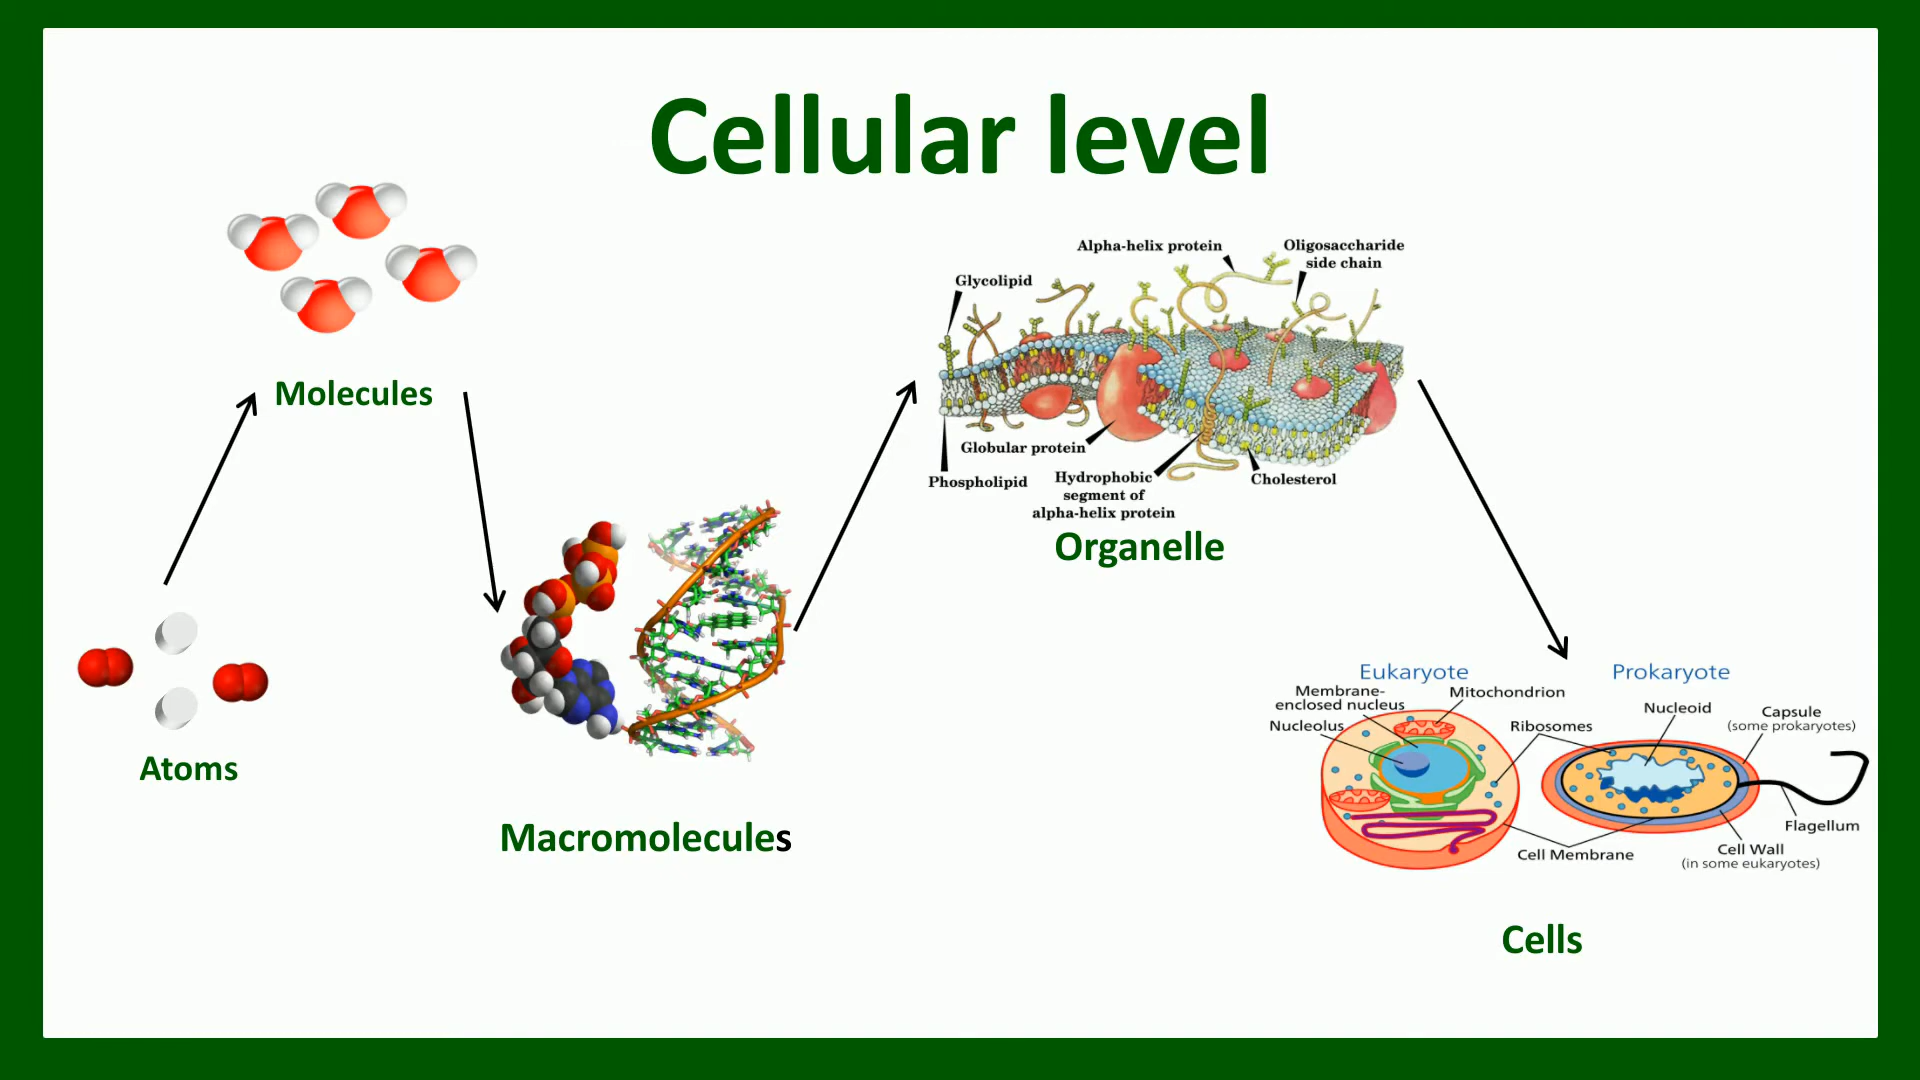 Cellular level
Molecules
Atoms
Macromolecules
Alpha-helix protein
Oligosaccharide
side chain
Glycolipid
Globular protein
Phospholipid
Hydrophobic
segment of
alpha-helix protein
Cholesterol
Organelle
Eukaryote
Membrane-
enclosed nucleus
Nucleolus
Mitochondrion
Ribosomes
Prokaryote
Nucleoid
Capsule
(some prokaryotes)
Flagellum
Cell Wall
(in some eukaryotes)
Cell Membrane
Cells